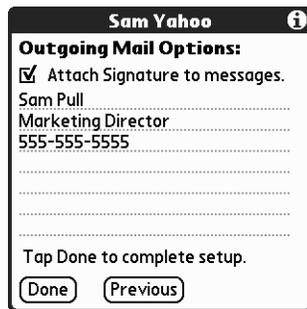 Sam Yahoo
Outgoing Mail Options:
Attach Signature to messages.
Sam Pull
Marketing Director
555-555-5555
Tap Done to complete setup.
Done Previous